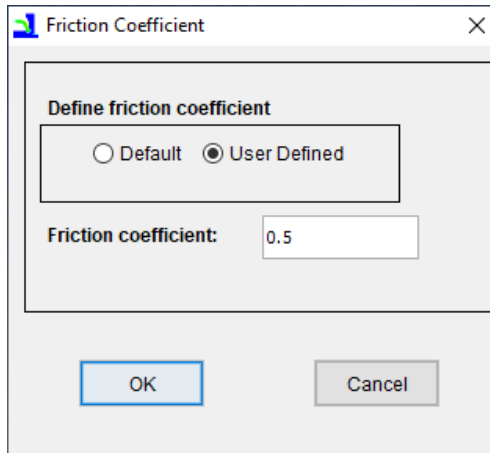 Friction Coefficient
Define friction coefficient
Default User Defined
Friction coefficient: 0.5
OK Cancel